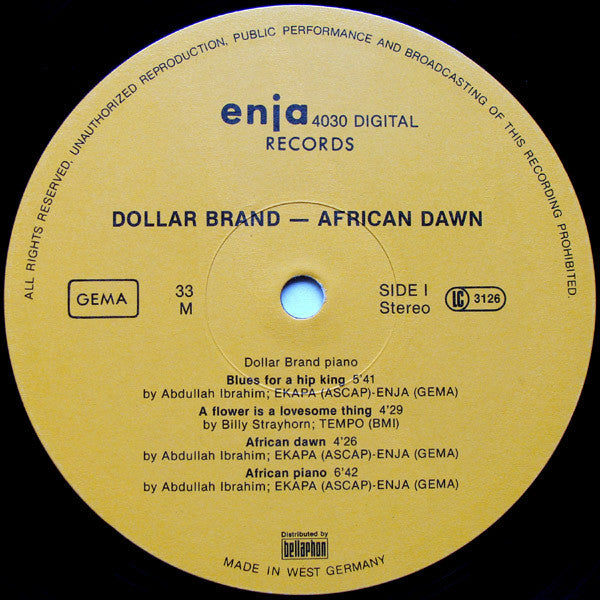 ALL RIGHTS RESERVED. UNAUTHORIZED REPRODUCTION, PUBLIC PERFORMANCE AND BROADCASTING OF THIS RECORDING PROHIBITED.
enja 4030 DIGITAL
RECORDS
DOLLAR BRAND — AFRICAN DAWN
GEMA
33
M
SIDE I
Stereo
LC 3126
Dollar Brand piano
Blues for a hip king 5'41
by Abdullah Ibrahim; EKAPA (ASCAP)-ENJA (GEMA)
A flower is a lovesome thing 4'29
by Billy Strayhorn; TEMPO (BMI)
African dawn 4'26
by Abdullah Ibrahim; EKAPA (ASCAP)-ENJA (GEMA)
African piano 6'42
by Abdullah Ibrahim; EKAPA (ASCAP)-ENJA (GEMA)
Distributed by
bellaphon
MADE IN WEST GERMANY